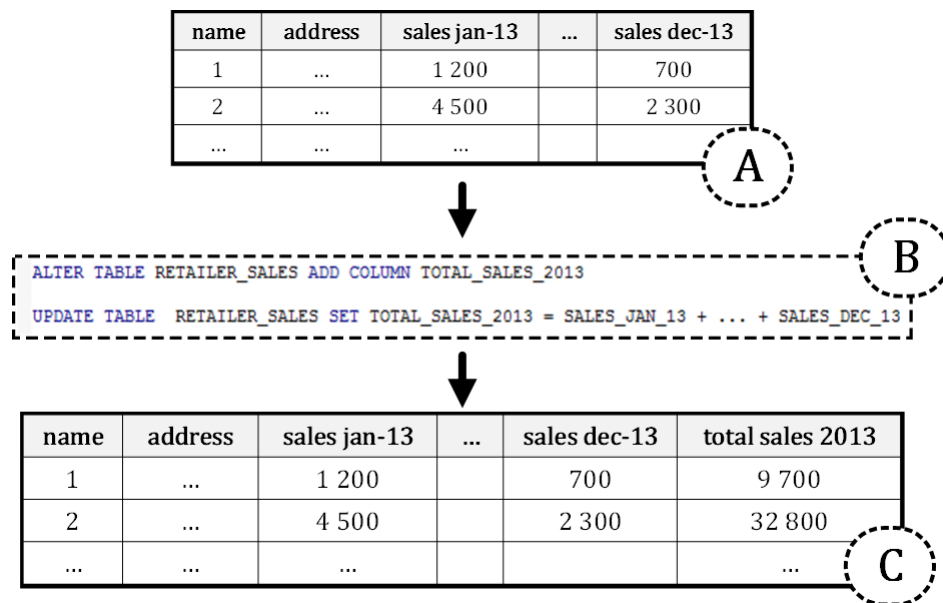 name address sales jan-13 ... sales dec-13
1 ... 1 200 700
2 ... 4 500 2 300
... ... ...
A
B
ALTER TABLE RETAILER_SALES ADD COLUMN TOTAL_SALES_2013
UPDATE TABLE RETAILER_SALES SET TOTAL_SALES_2013 = SALES_JAN_13 + ... + SALES_DEC_13
name address sales jan-13 ... sales dec-13 total sales 2013
1 ... 1 200 700 9 700
2 ... 4 500 2 300 32 800
... ... ... ...
C